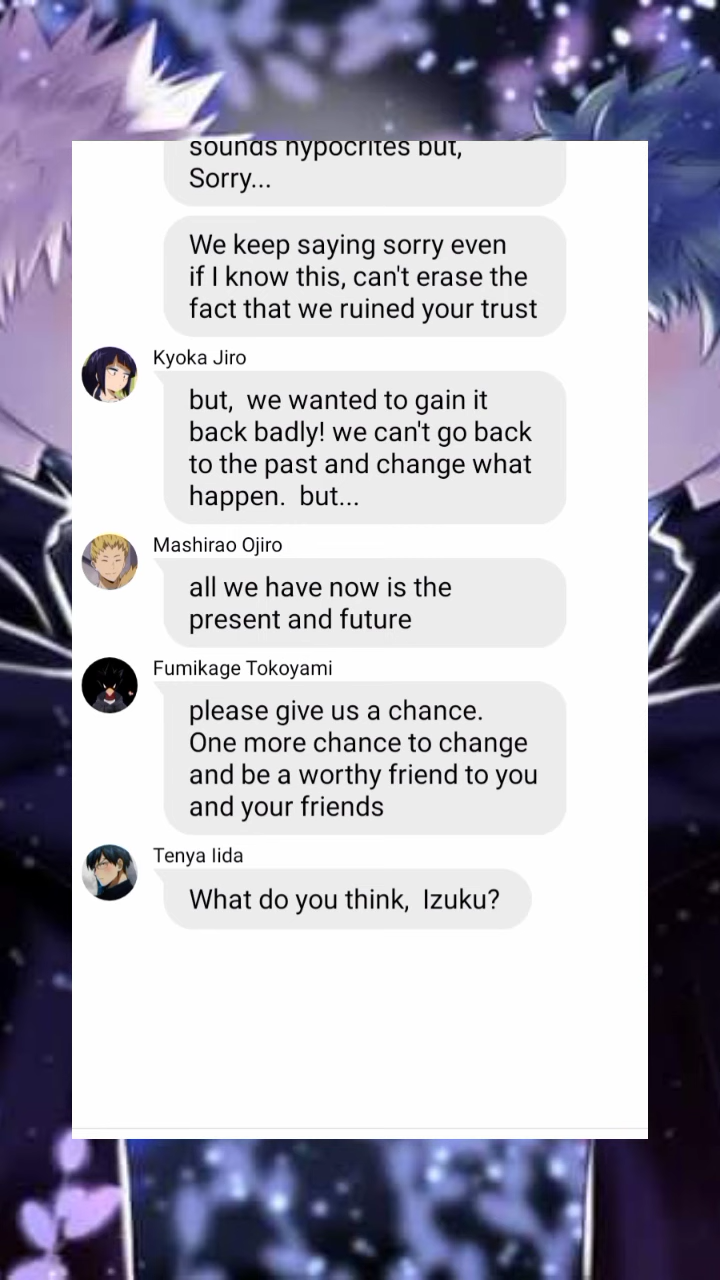 sounds hypocrites but,
Sorry...
We keep saying sorry even
if I know this, can't erase the
fact that we ruined your trust
Kyoka Jiro
but,  we wanted to gain it
back badly! we can't go back
to the past and change what
happen.  but...
Mashirao Ojiro
all we have now is the
present and future
Fumikage Tokoyami
please give us a chance.
One more chance to change
and be a worthy friend to you
and your friends
Tenya Iida
What do you think,  Izuku?